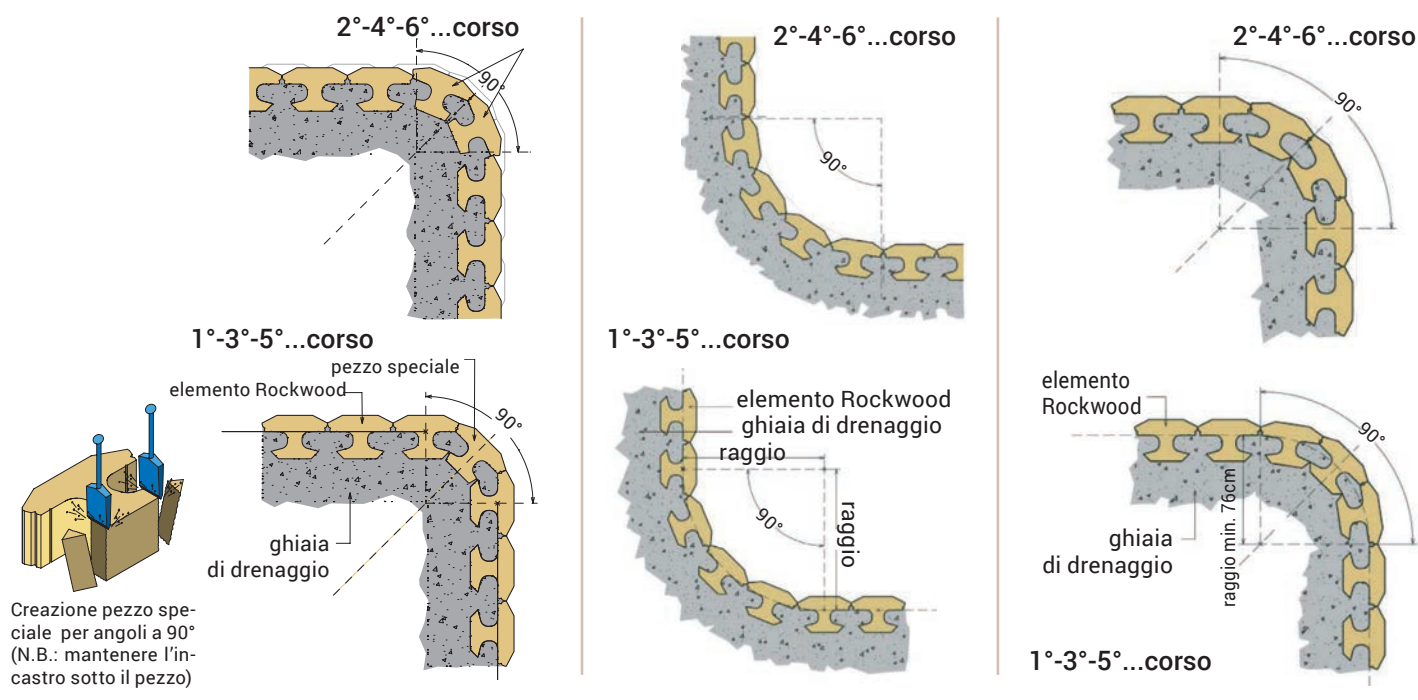 2°-4°-6°...corso
90°
1°-3°-5°...corso
pezzo speciale
elemento Rockwood
90°
ghiaia
di drenaggio
Creazione pezzo spe-
ciale per angoli a 90°
(N.B.: mantenere l'in-
castro sotto il pezzo)
2°-4°-6°...corso
90°
1°-3°-5°...corso
elemento Rockwood
ghiaia di drenaggio
raggio
90°
raggio
2°-4°-6°...corso
90°
elemento
Rockwood
90°
raggio min. 76cm
ghiaia
di drenaggio
1°-3°-5°...corso